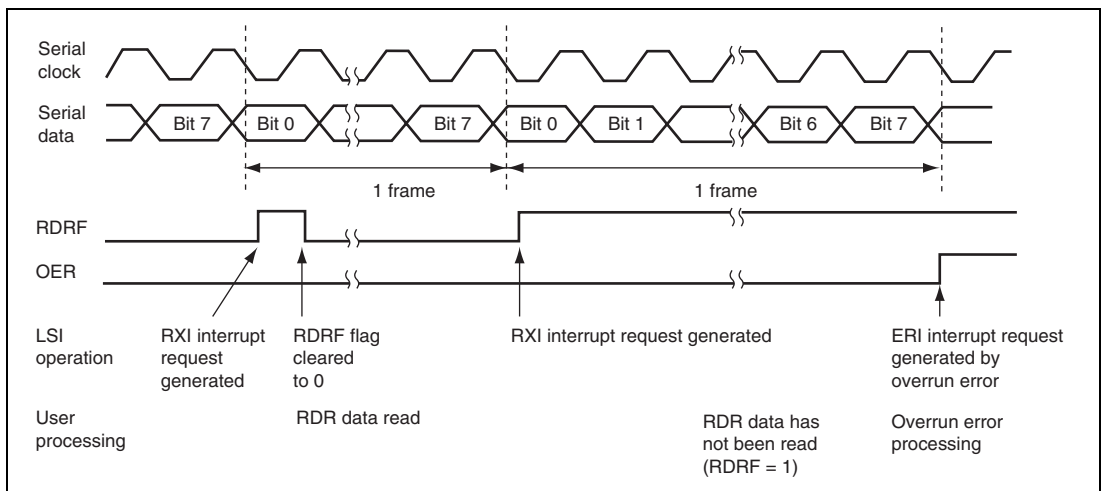 Serial
clock
Serial
data
Bit 7
Bit 0
Bit 7
Bit 0
Bit 1
Bit 6
Bit 7
1 frame
1 frame
RDRF
OER
LSI
operation
RXI interrupt
request
generated
RDRF flag
cleared
to 0
RXI interrupt request generated
ERI interrupt request
generated by
overrun error
User
processing
RDR data read
RDR data has
not been read
(RDRF = 1)
Overrun error
processing